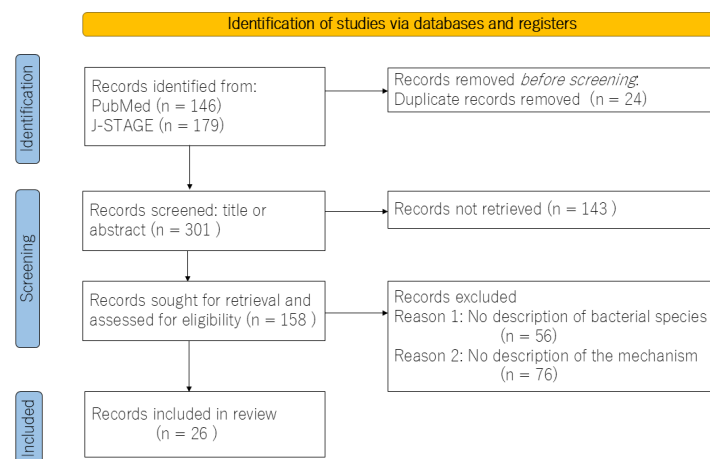 Identification of studies via databases and registers
Identification
Records identified from:
PubMed (n = 146)
J-STAGE (n = 179)
Records removed before screening:
Duplicate records removed (n = 24)
Screening
Records screened: title or
abstract (n = 301 )
Records not retrieved (n = 143 )
Records sought for retrieval and
assessed for eligibility (n = 158 )
Records excluded
Reason 1: No description of bacterial species
(n = 56)
Reason 2: No description of the mechanism
(n = 76)
Included
Records included in review
(n = 26 )